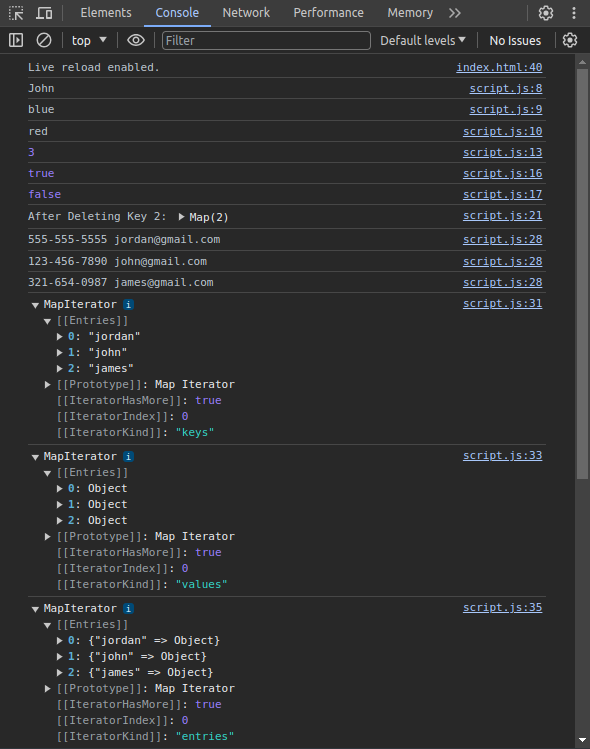 Elements Console Network Performance Memory
top Filter Default levels No Issues
Live reload enabled. index.html:40
John script.js:8
blue script.js:9
red script.js:10
3 script.js:13
true script.js:16
false script.js:17
After Deleting Key 2: Map(2) script.js:21
555-555-5555 jordan@gmail.com script.js:28
123-456-7890 john@gmail.com script.js:28
321-654-0987 james@gmail.com script.js:28
MapIterator i script.js:31
[[Entries]]
0: "jordan"
1: "john"
2: "james"
[[Prototype]]: Map Iterator
[[IteratorHasMore]]: true
[[IteratorIndex]]: 0
[[IteratorKind]]: "keys"
MapIterator i script.js:33
[[Entries]]
0: Object
1: Object
2: Object
[[Prototype]]: Map Iterator
[[IteratorHasMore]]: true
[[IteratorIndex]]: 0
[[IteratorKind]]: "values"
MapIterator i script.js:35
[[Entries]]
0: {"jordan" => Object}
1: {"john" => Object}
2: {"james" => Object}
[[Prototype]]: Map Iterator
[[IteratorHasMore]]: true
[[IteratorIndex]]: 0
[[IteratorKind]]: "entries"